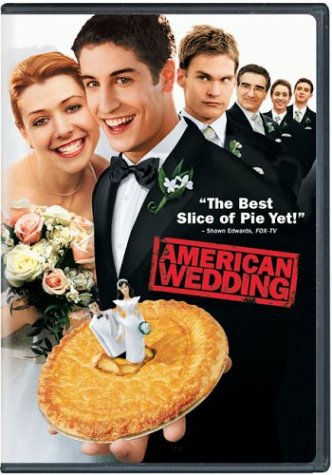 "The Best
Slice of Pie Yet!"
– Shawn Edwards, FOX-TV
AMERICAN
WEDDING